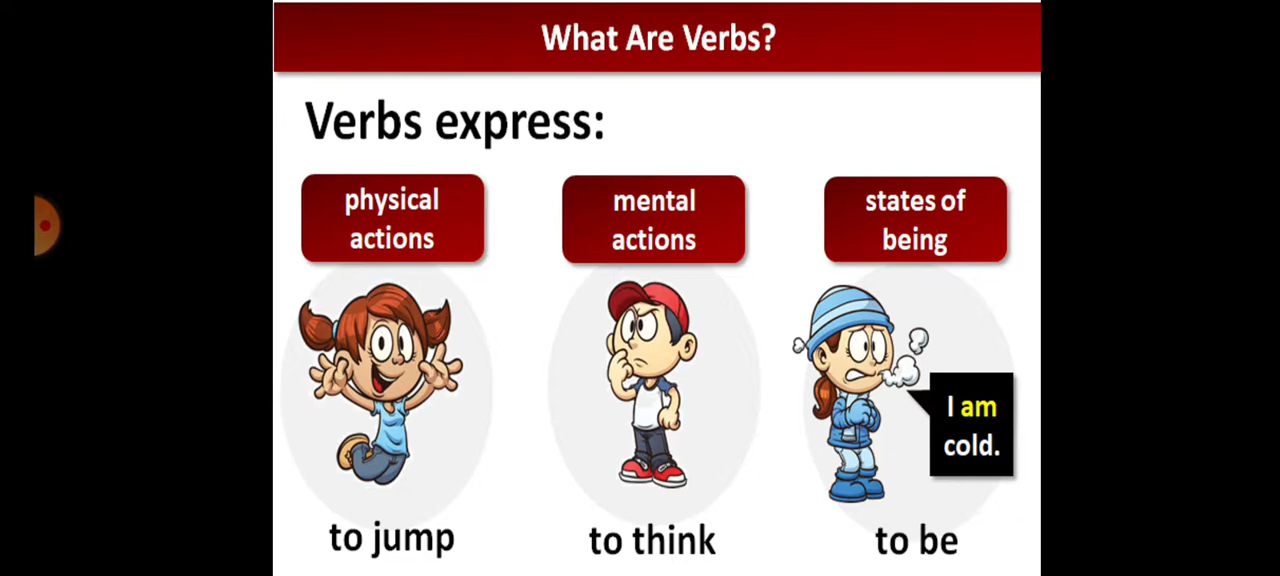 What Are Verbs?
Verbs express:
physical
actions
mental
actions
states of
being
I am
cold.
to jump
to think
to be